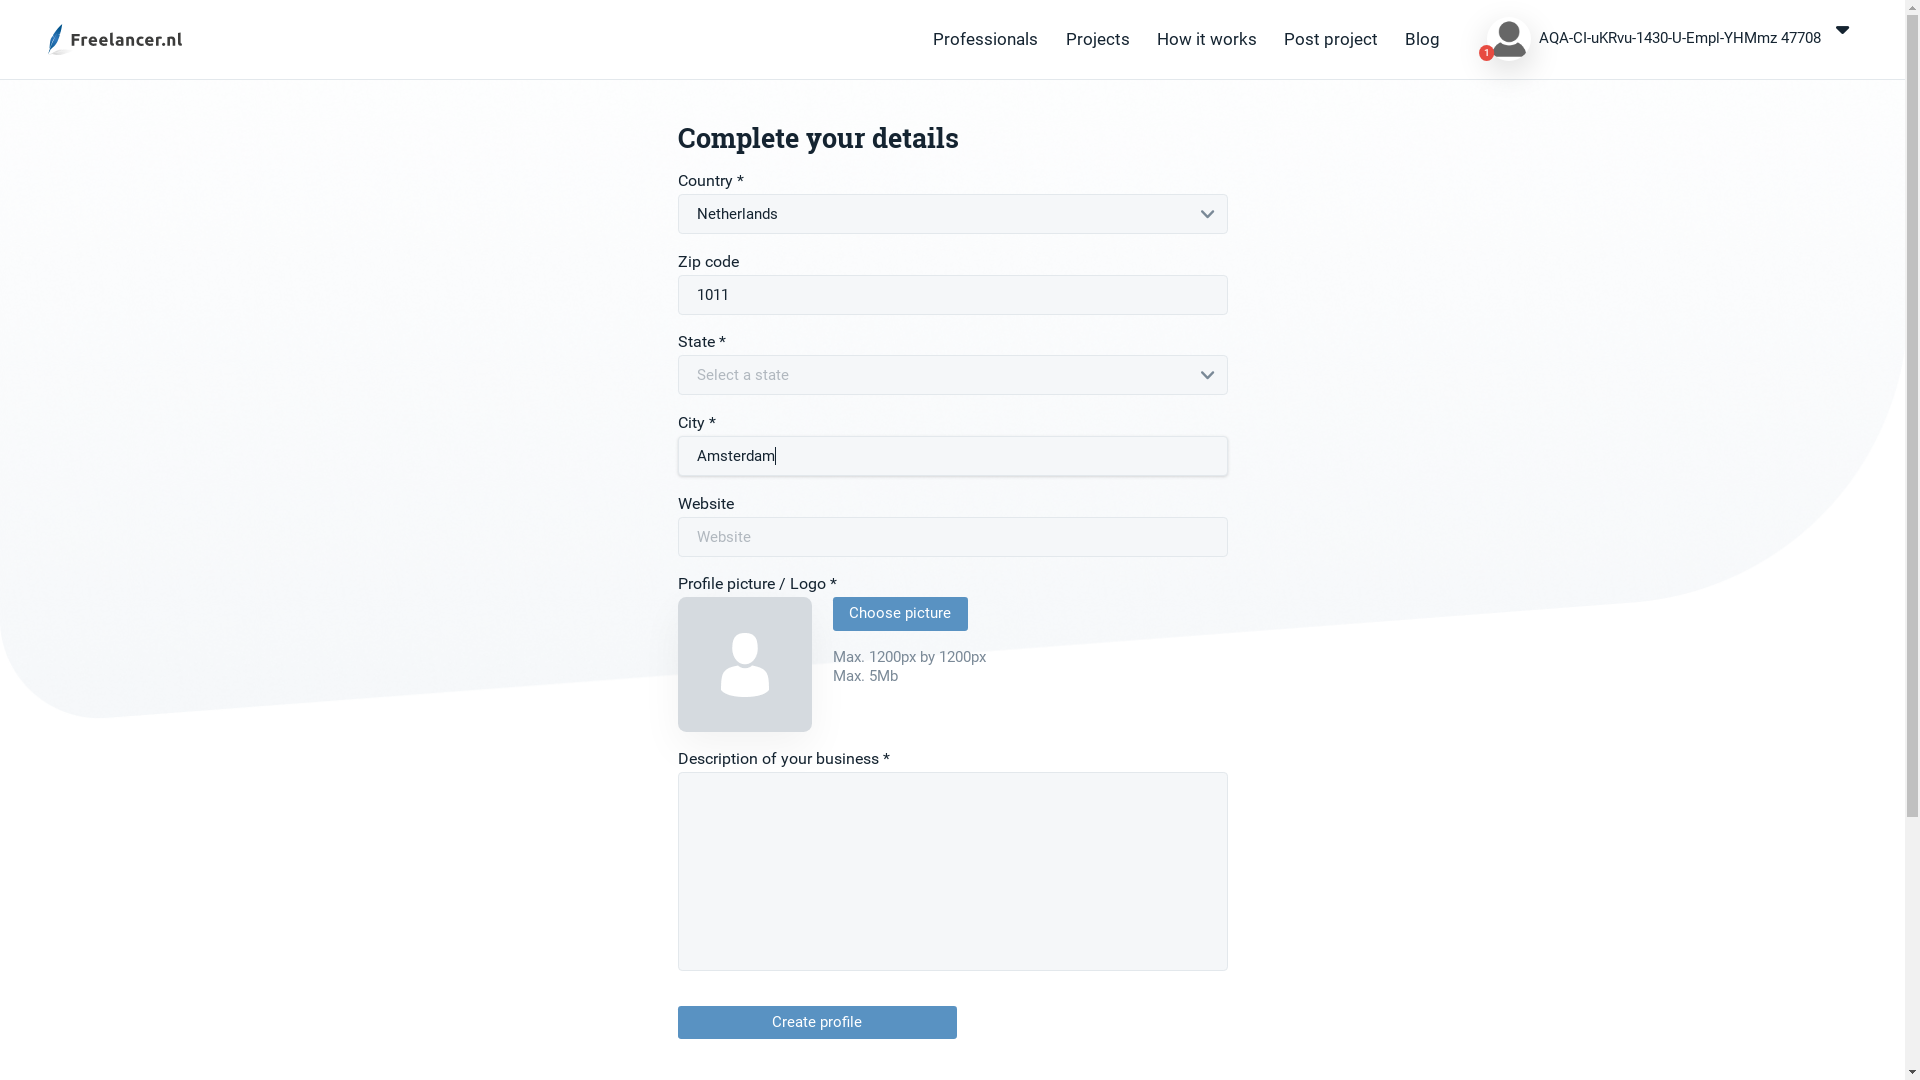 Freelancer.nl
Professionals Projects How it works Post project Blog
1
AQA-CI-uKRvu-1430-U-Empl-YHMmz 47708
Complete your details
Country *
Netherlands
Zip code
1011
State *
Select a state
City *
Amsterdam
Website
Website
Profile picture / Logo *
Choose picture
Max. 1200px by 1200px
Max. 5Mb
Description of your business *
Create profile